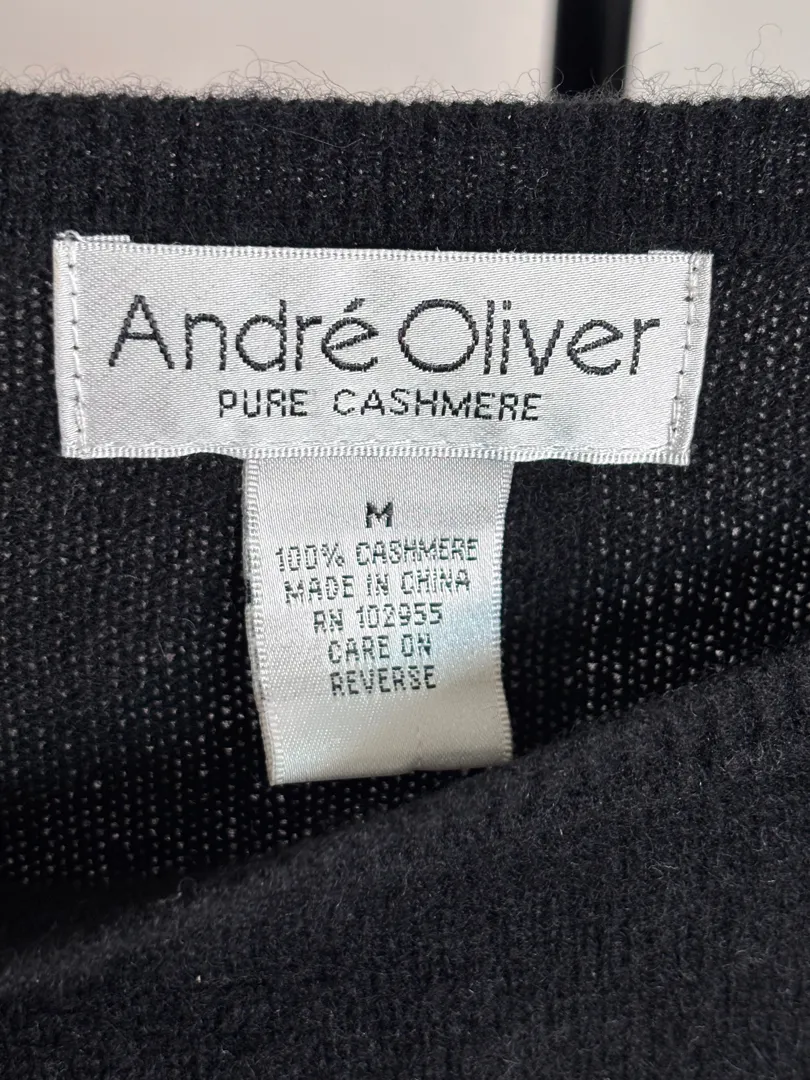 André Oliver
PURE CASHMERE
M
100% CASHMERE
MADE IN CHINA
RN 102955
CARE ON
REVERSE